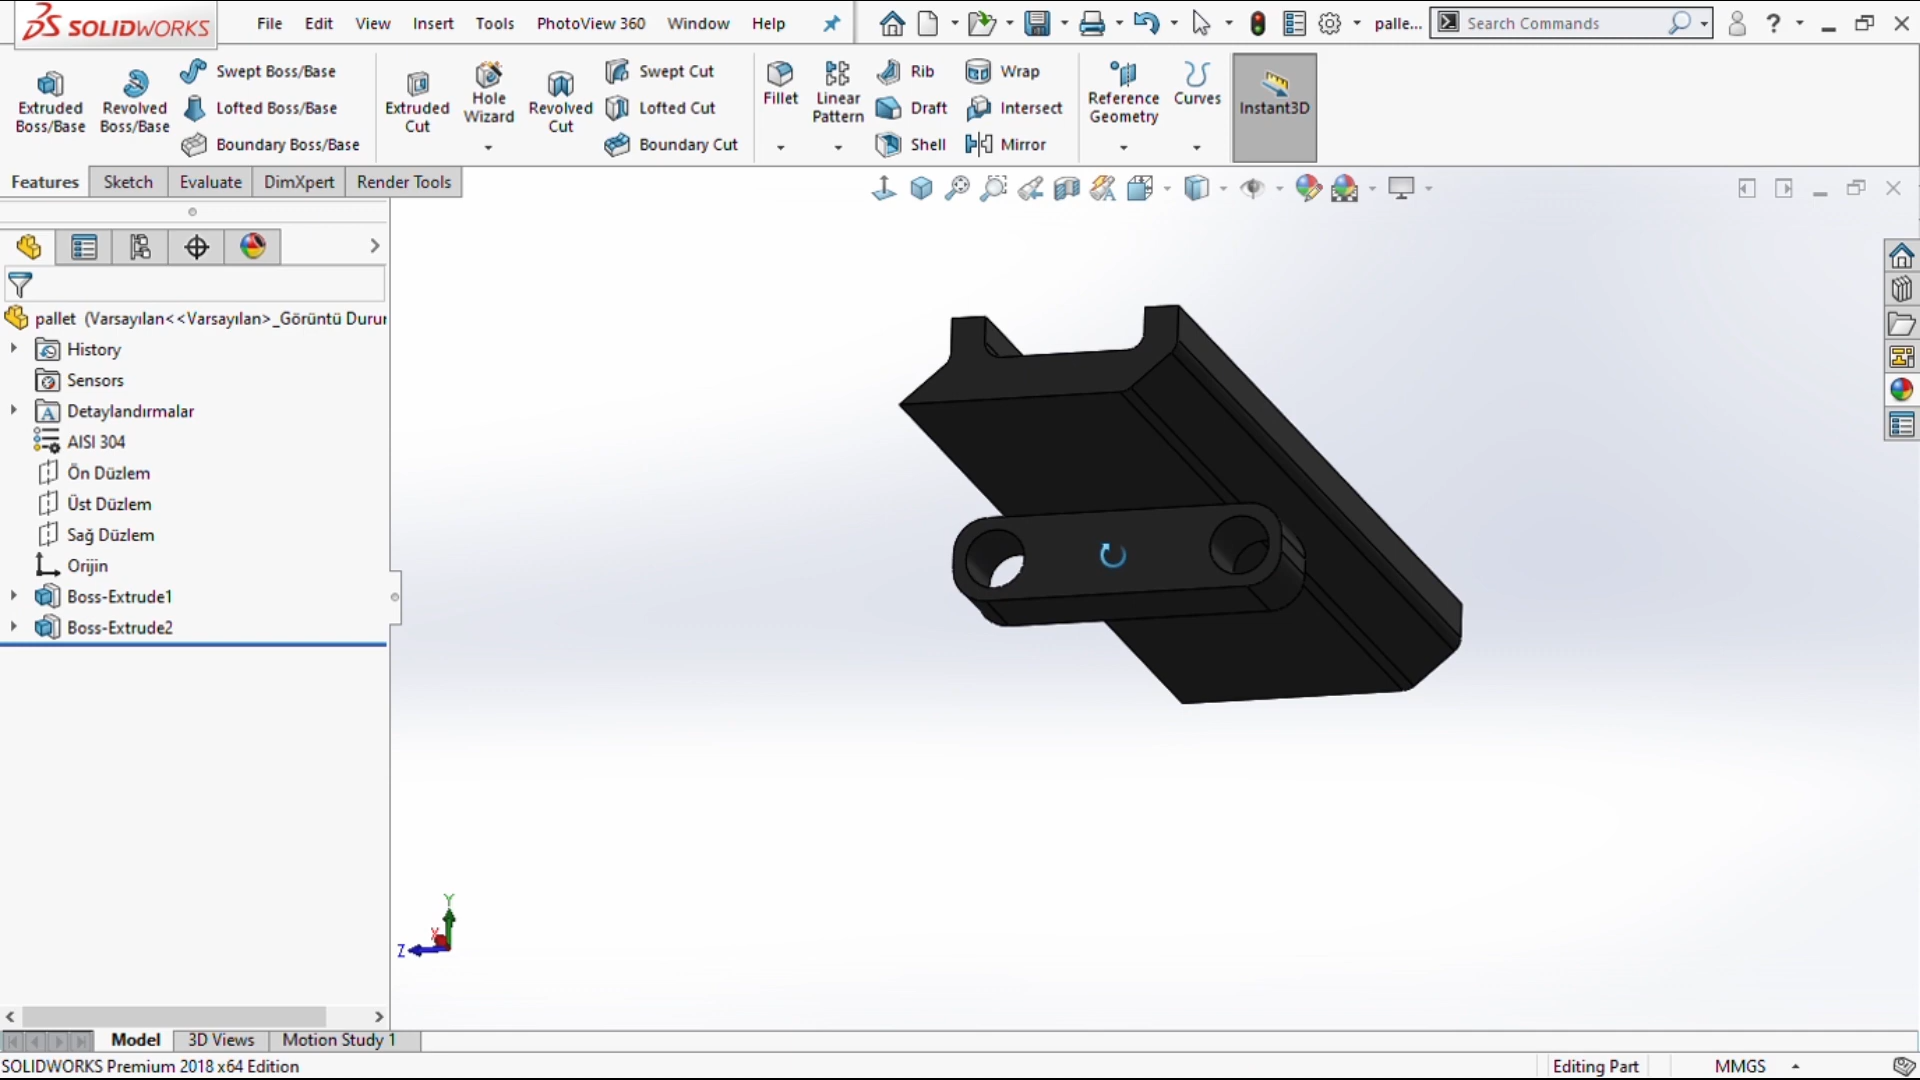 SOLIDWORKS
File Edit View Insert Tools PhotoView 360 Window Help
palle...
Search Commands
?
Extruded Boss/Base
Revolved Boss/Base
Swept Boss/Base
Lofted Boss/Base
Boundary Boss/Base
Extruded Cut
Hole Wizard
Revolved Cut
Swept Cut
Lofted Cut
Boundary Cut
Fillet
Linear Pattern
Rib
Draft
Shell
Wrap
Intersect
Mirror
Reference Geometry
Curves
Instant3D
Features Sketch Evaluate DimXpert Render Tools
pallet (Varsayılan<<Varsayılan>_Görüntü Durur
History
Sensors
Detaylandırmalar
AISI 304
Ön Düzlem
Üst Düzlem
Sağ Düzlem
Orijin
Boss-Extrude1
Boss-Extrude2
Y
X
Z
Model 3D Views Motion Study 1
SOLIDWORKS Premium 2018 x64 Edition
Editing Part
MMGS